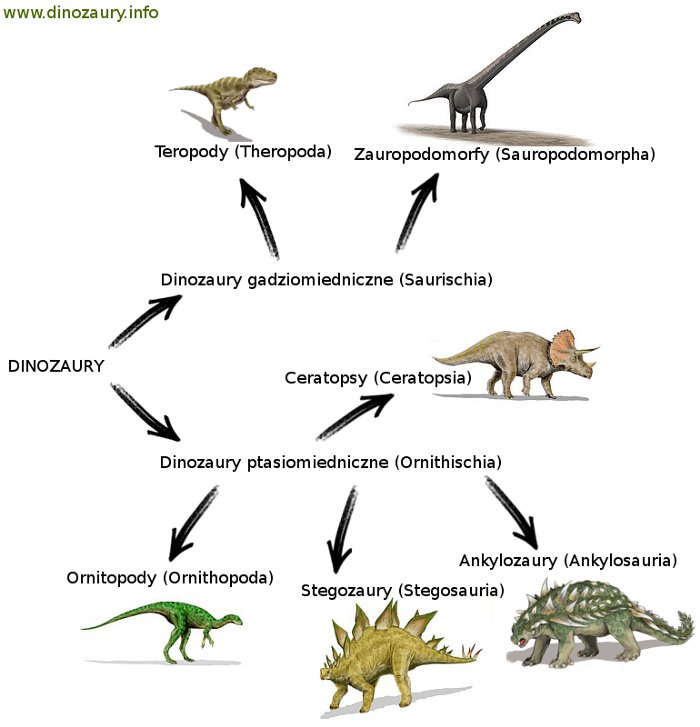 www.dinozaury.info
Teropody (Theropoda)
Zauropodomorfy (Sauropodomorpha)
Dinozaury gadziomiedniczne (Saurischia)
DINOZAURY
Ceratopsy (Ceratopsia)
Dinozaury ptasiomiedniczne (Ornithischia)
Ankylozaury (Ankylosauria)
Ornitopody (Ornithopoda)
Stegozaury (Stegosauria)